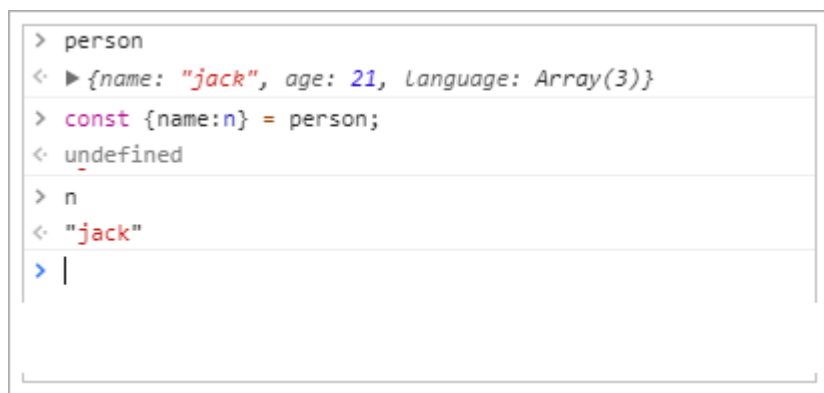 > person
<· ▶ {name: "jack", age: 21, language: Array(3)}
> const {name:n} = person;
<· undefined
> n
<· "jack"
>